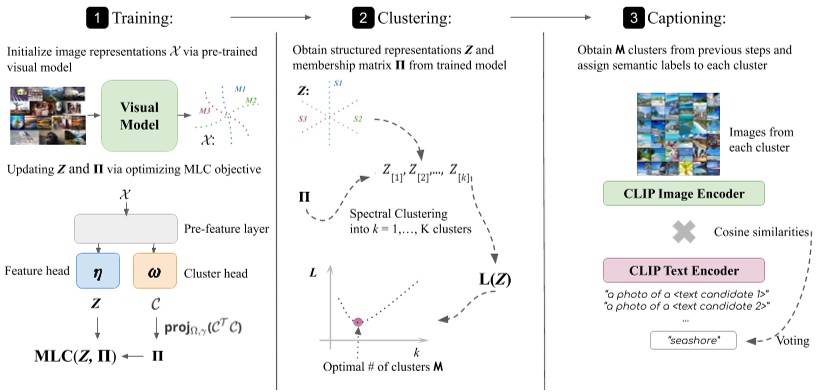 1 Training:
Initialize image representations 𝒳 via pre-trained
visual model
Visual
Model
M1
M2
M3
𝒳:
Updating Z and Π via optimizing MLC objective
𝒳
Pre-feature layer
Feature head
η
ω
Cluster head
Z
𝒞
proj_Ω,γ(𝒞^T 𝒞)
MLC(Z, Π)
Π
2 Clustering:
Obtain structured representations Z and
membership matrix Π from trained model
Z:
S1
S3
S2
Z[1], Z[2],..., Z[k],
Π
Spectral Clustering
into k = 1,…, K clusters
L
L(Z)
k
Optimal # of clusters M
3 Captioning:
Obtain M clusters from previous steps and
assign semantic labels to each cluster
Images from
each cluster
CLIP Image Encoder
Cosine similarities
CLIP Text Encoder
"a photo of a <text candidate 1>"
"a photo of a <text candidate 2>"
...
"seashore"
Voting